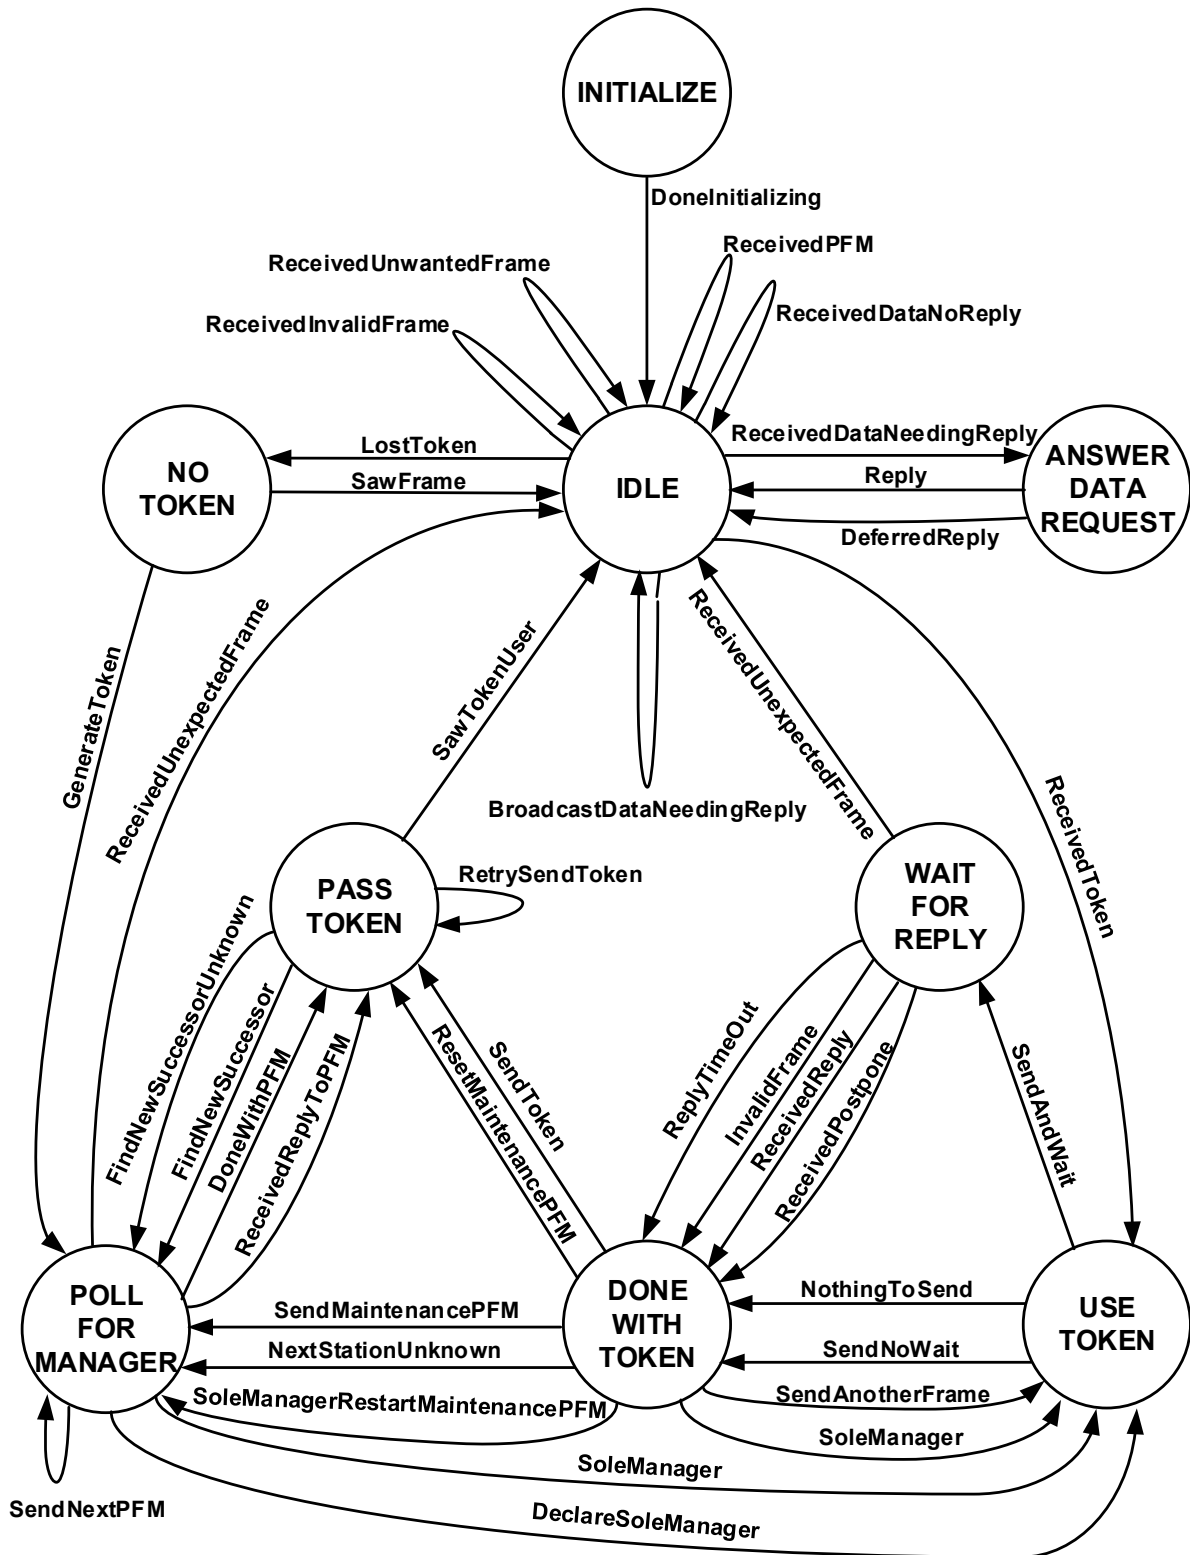 INITIALIZE
DoneInitializing
ReceivedPFM
ReceivedUnwantedFrame
ReceivedDataNoReply
ReceivedInvalidFrame
ReceivedDataNeedingReply
LostToken
NO
TOKEN
SawFrame
IDLE
Reply
ANSWER
DATA
REQUEST
DeferredReply
GenerateToken
ReceivedUnexpectedFrame
SawTokenUser
ReceivedUnexpectedFrame
BroadcastDataNeedingReply
ReceivedToken
PASS
TOKEN
RetrySendToken
WAIT
FOR
REPLY
FindNewSuccessorUnknown
FindNewSuccessor
DoneWithPFM
ReceivedReplyToPFM
ResetMaintenancePFM
SendToken
ReplyTimeOut
InvalidFrame
ReceivedReply
ReceivedPostpone
SendAndWait
POLL
FOR
MANAGER
SendMaintenancePFM
NextStationUnknown
DONE
WITH
TOKEN
NothingToSend
SendNoWait
USE
TOKEN
SoleManagerRestartMaintenancePFM
SendAnotherFrame
SoleManager
SoleManager
SendNextPFM
DeclareSoleManager